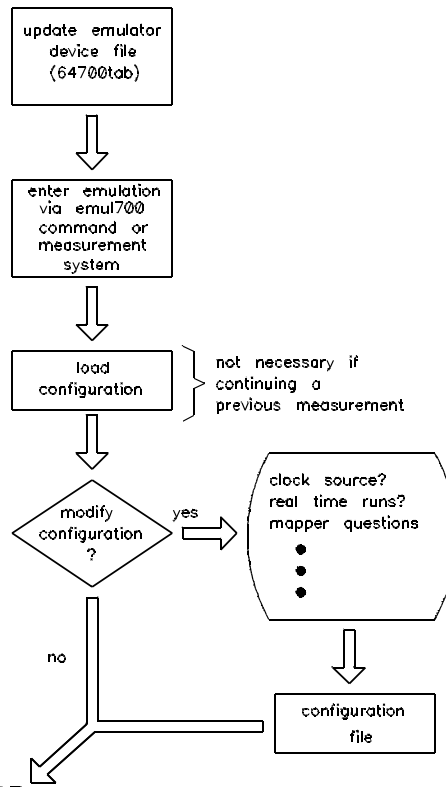 update emulator
device file
(64700tab)
enter emulation
via emul700
command or
measurement
system
load
configuration
not necessary if
continuing a
previous measurement
modify
configuration
?
yes
clock source?
real time runs?
mapper questions
no
configuration
file